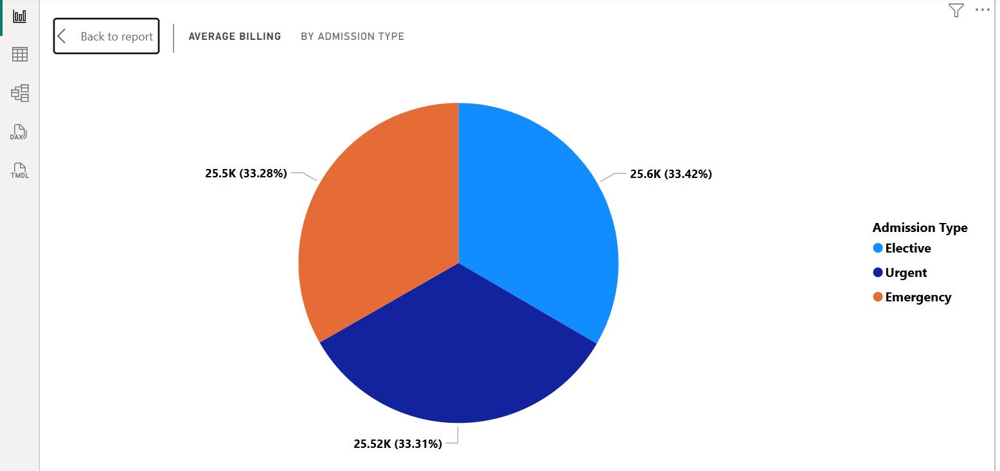 Back to report
AVERAGE BILLING BY ADMISSION TYPE
DAX
TMDL
25.5K (33.28%)
25.6K (33.42%)
25.52K (33.31%)
Admission Type
Elective
Urgent
Emergency